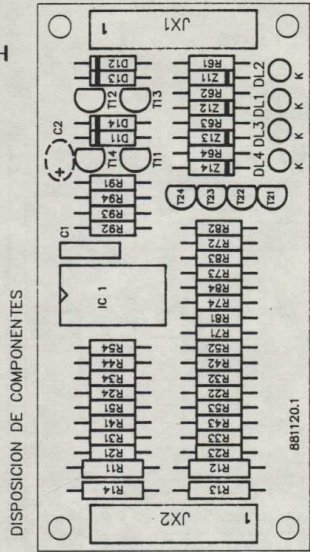 DISPOSICION DE COMPONENTES
1
JX1
D12
D13
T12
T13
D14
D11
C2
+
T14
T11
R91
R94
R93
R92
C1
IC 1
R54
R44
R34
R24
R51
R41
R31
R21
R11
R14
R61
Z11
R62
Z12
R63
Z13
R64
Z14
DL2
K
DL1
K
DL3
K
DL4
K
T24
T23
T22
T21
R82
R72
R83
R73
R84
R74
R81
R71
R52
R42
R32
R22
R53
R43
R33
R23
R12
R13
JX2
1
881120.1